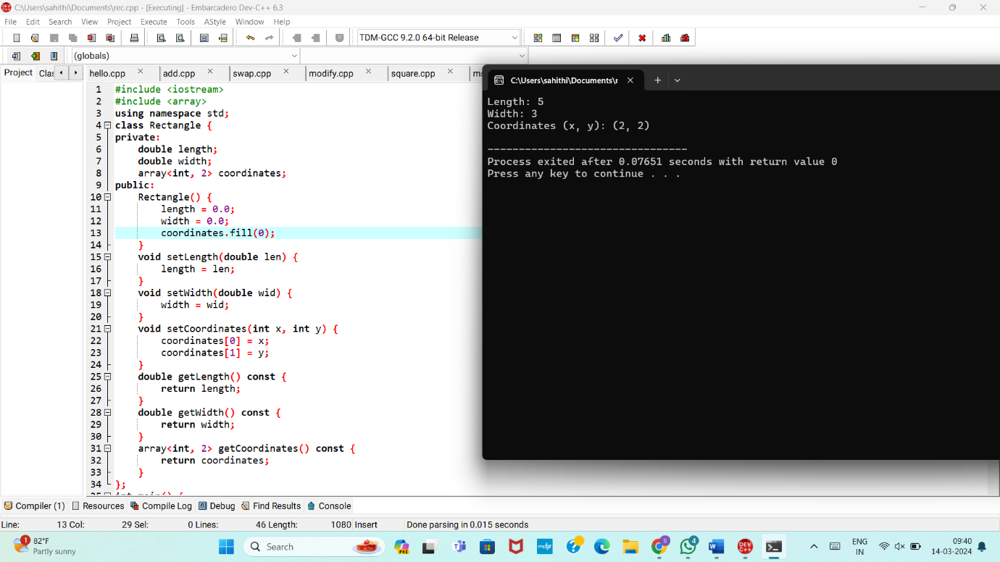 C:\Users\sahithi\Documents\rec.cpp - [Executing] - Embarcadero Dev-C++ 6.3
File Edit Search View Project Execute Tools AStyle Window Help
TDM-GCC 9.2.0 64-bit Release
(globals)
Project Clas hello.cpp add.cpp swap.cpp modify.cpp square.cpp
1 #include <iostream>
2 #include <array>
3 using namespace std;
4 class Rectangle {
5 private:
6 double length;
7 double width;
8 array<int, 2> coordinates;
9 public:
10 Rectangle() {
11 length = 0.0;
12 width = 0.0;
13 coordinates.fill(0);
14 }
15 void setLength(double len) {
16 length = len;
17 }
18 void setWidth(double wid) {
19 width = wid;
20 }
21 void setCoordinates(int x, int y) {
22 coordinates[0] = x;
23 coordinates[1] = y;
24 }
25 double getLength() const {
26 return length;
27 }
28 double getWidth() const {
29 return width;
30 }
31 array<int, 2> getCoordinates() const {
32 return coordinates;
33 }
34 };
C:\Users\sahithi\Documents\r
Length: 5
Width: 3
Coordinates (x, y): (2, 2)
--------------------------------
Process exited after 0.07651 seconds with return value 0
Press any key to continue . . .
Compiler (1) Resources Compile Log Debug Find Results Console
Line: 13 Col: 29 Sel: 0 Lines: 46 Length: 1080 Insert Done parsing in 0.015 seconds
1 82°F
Partly sunny
Search
PRE
myhp
S
4
DEV C++
ENG
IN
09:40
14-03-2024